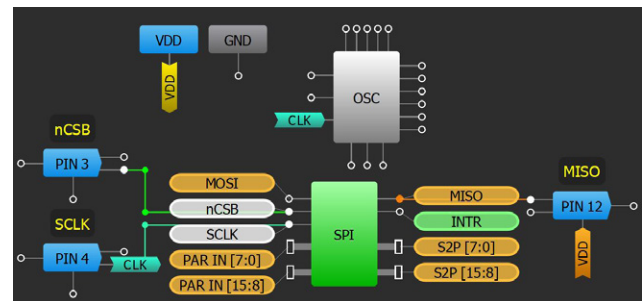 VDD
GND
VDD
OSC
CLK
nCSB
PIN 3
MOSI
MISO
MISO
nCSB
INTR
PIN 12
SCLK
SCLK
SPI
PIN 4
CLK
PAR IN [7:0]
S2P [7:0]
VDD
PAR IN [15:8]
S2P [15:8]